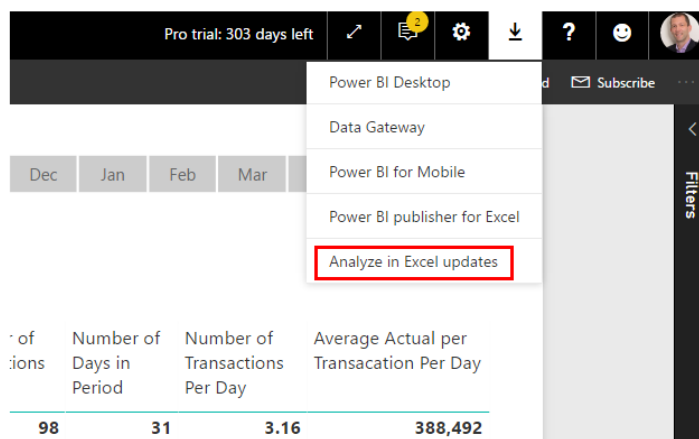 Pro trial: 303 days left
2
?
Power BI Desktop
d
Subscribe
Data Gateway
Dec
Jan
Feb
Mar
Power BI for Mobile
Filters
Power BI publisher for Excel
Analyze in Excel updates
of
ions
Number of
Days in
Period
Number of
Transactions
Per Day
Average Actual per
Transacation Per Day
98
31
3.16
388,492